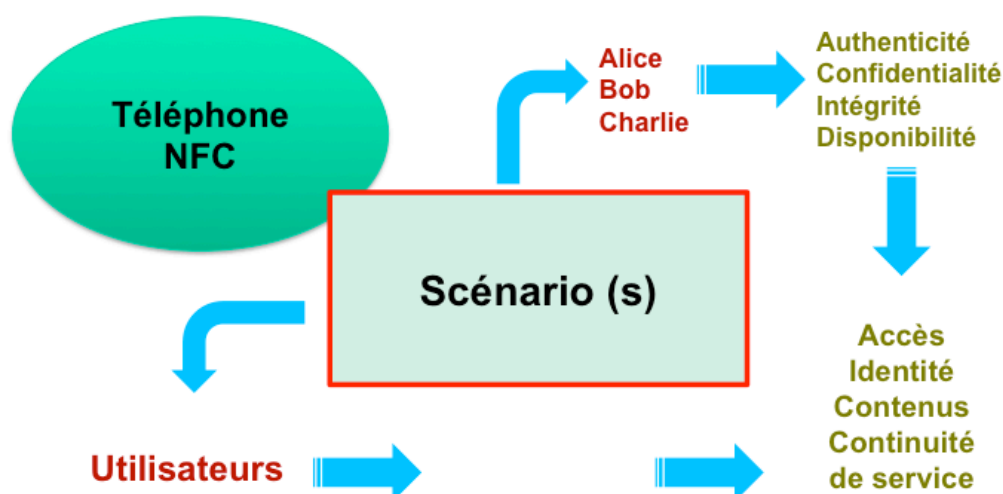 Téléphone
NFC
Alice
Bob
Charlie
Authenticité
Confidentialité
Intégrité
Disponibilité
Scénario (s)
Accès
Identité
Contenus
Continuité
de service
Utilisateurs